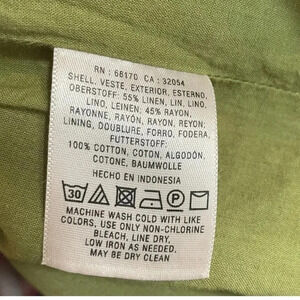 RN : 66170 CA : 32054
SHELL, VESTE, EXTERIOR, ESTERNO,
OBERSTOFF: 55% LINEN, LIN, LINO,
LINO, LEINEN; 45% RAYON,
RAYONNE, RAYÓN, RAYON, REYON;
LINING, DOUBLURE, FORRO, FODERA,
FUTTERSTOFF:
100% COTTON, COTON, ALGODÓN,
COTONE, BAUMWOLLE
HECHO EN INDONESIA
30 P
MACHINE WASH COLD WITH LIKE
COLORS, USE ONLY NON-CHLORINE
BLEACH, LINE DRY,
LOW IRON AS NEEDED,
MAY BE DRY CLEAN